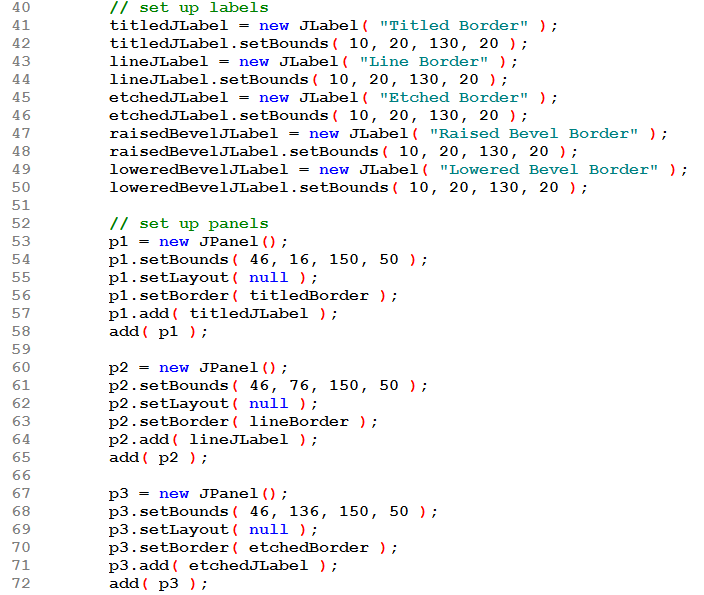 40 // set up labels
41 titledJLabel = new JLabel( "Titled Border" );
42 titledJLabel.setBounds( 10, 20, 130, 20 );
43 lineJLabel = new JLabel( "Line Border" );
44 lineJLabel.setBounds( 10, 20, 130, 20 );
45 etchedJLabel = new JLabel( "Etched Border" );
46 etchedJLabel.setBounds( 10, 20, 130, 20 );
47 raisedBevelJLabel = new JLabel( "Raised Bevel Border" );
48 raisedBevelJLabel.setBounds( 10, 20, 130, 20 );
49 loweredBevelJLabel = new JLabel( "Lowered Bevel Border" );
50 loweredBevelJLabel.setBounds( 10, 20, 130, 20 );
51
52 // set up panels
53 p1 = new JPanel();
54 p1.setBounds( 46, 16, 150, 50 );
55 p1.setLayout( null );
56 p1.setBorder( titledBorder );
57 p1.add( titledJLabel );
58 add( p1 );
59
60 p2 = new JPanel();
61 p2.setBounds( 46, 76, 150, 50 );
62 p2.setLayout( null );
63 p2.setBorder( lineBorder );
64 p2.add( lineJLabel );
65 add( p2 );
66
67 p3 = new JPanel();
68 p3.setBounds( 46, 136, 150, 50 );
69 p3.setLayout( null );
70 p3.setBorder( etchedBorder );
71 p3.add( etchedJLabel );
72 add( p3 );